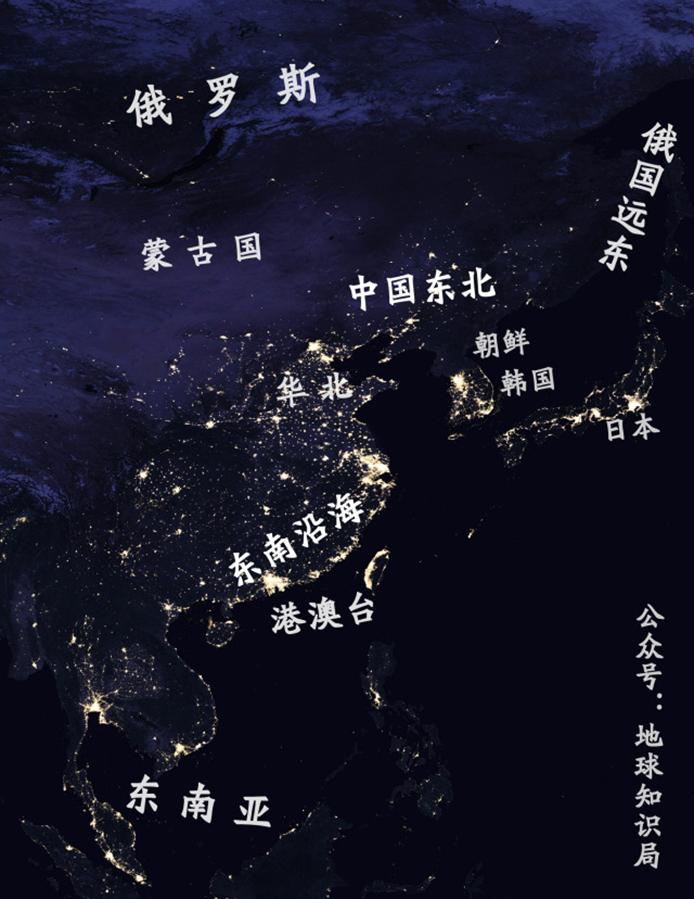 俄罗斯
俄国远东
蒙古国
中国东北
朝鲜
华北
韩国
日本
东南沿海
港澳台
公众号：地球知识局
东南亚